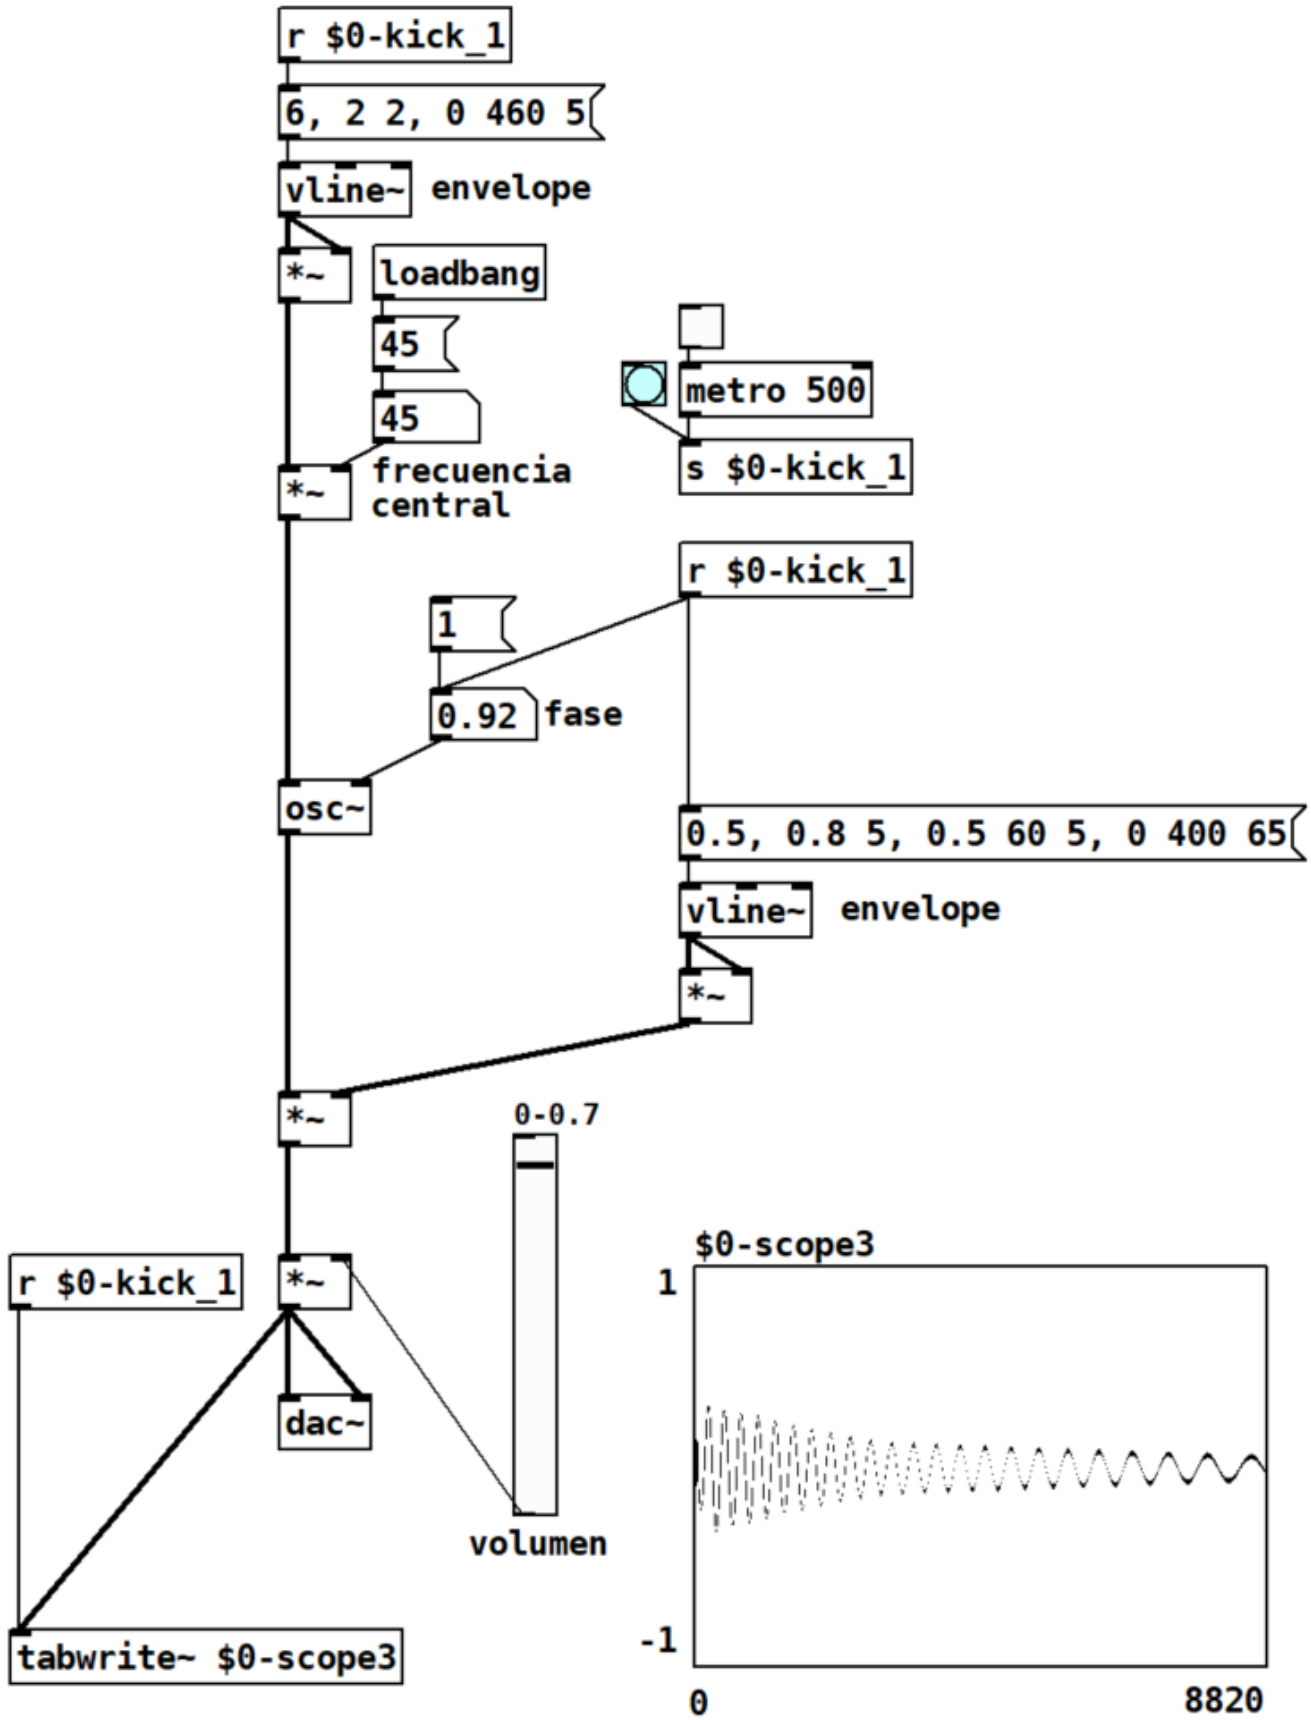 r $0-kick_1
6, 2 2, 0 460 5
vline~
envelope
*~
loadbang
45
45
*~
frecuencia
central
metro 500
s $0-kick_1
r $0-kick_1
1
0.92
fase
osc~
0.5, 0.8 5, 0.5 60 5, 0 400 65
vline~
envelope
*~
*~
0-0.7
r $0-kick_1
*~
dac~
volumen
tabwrite~ $0-scope3
$0-scope3
1
-1
0
8820